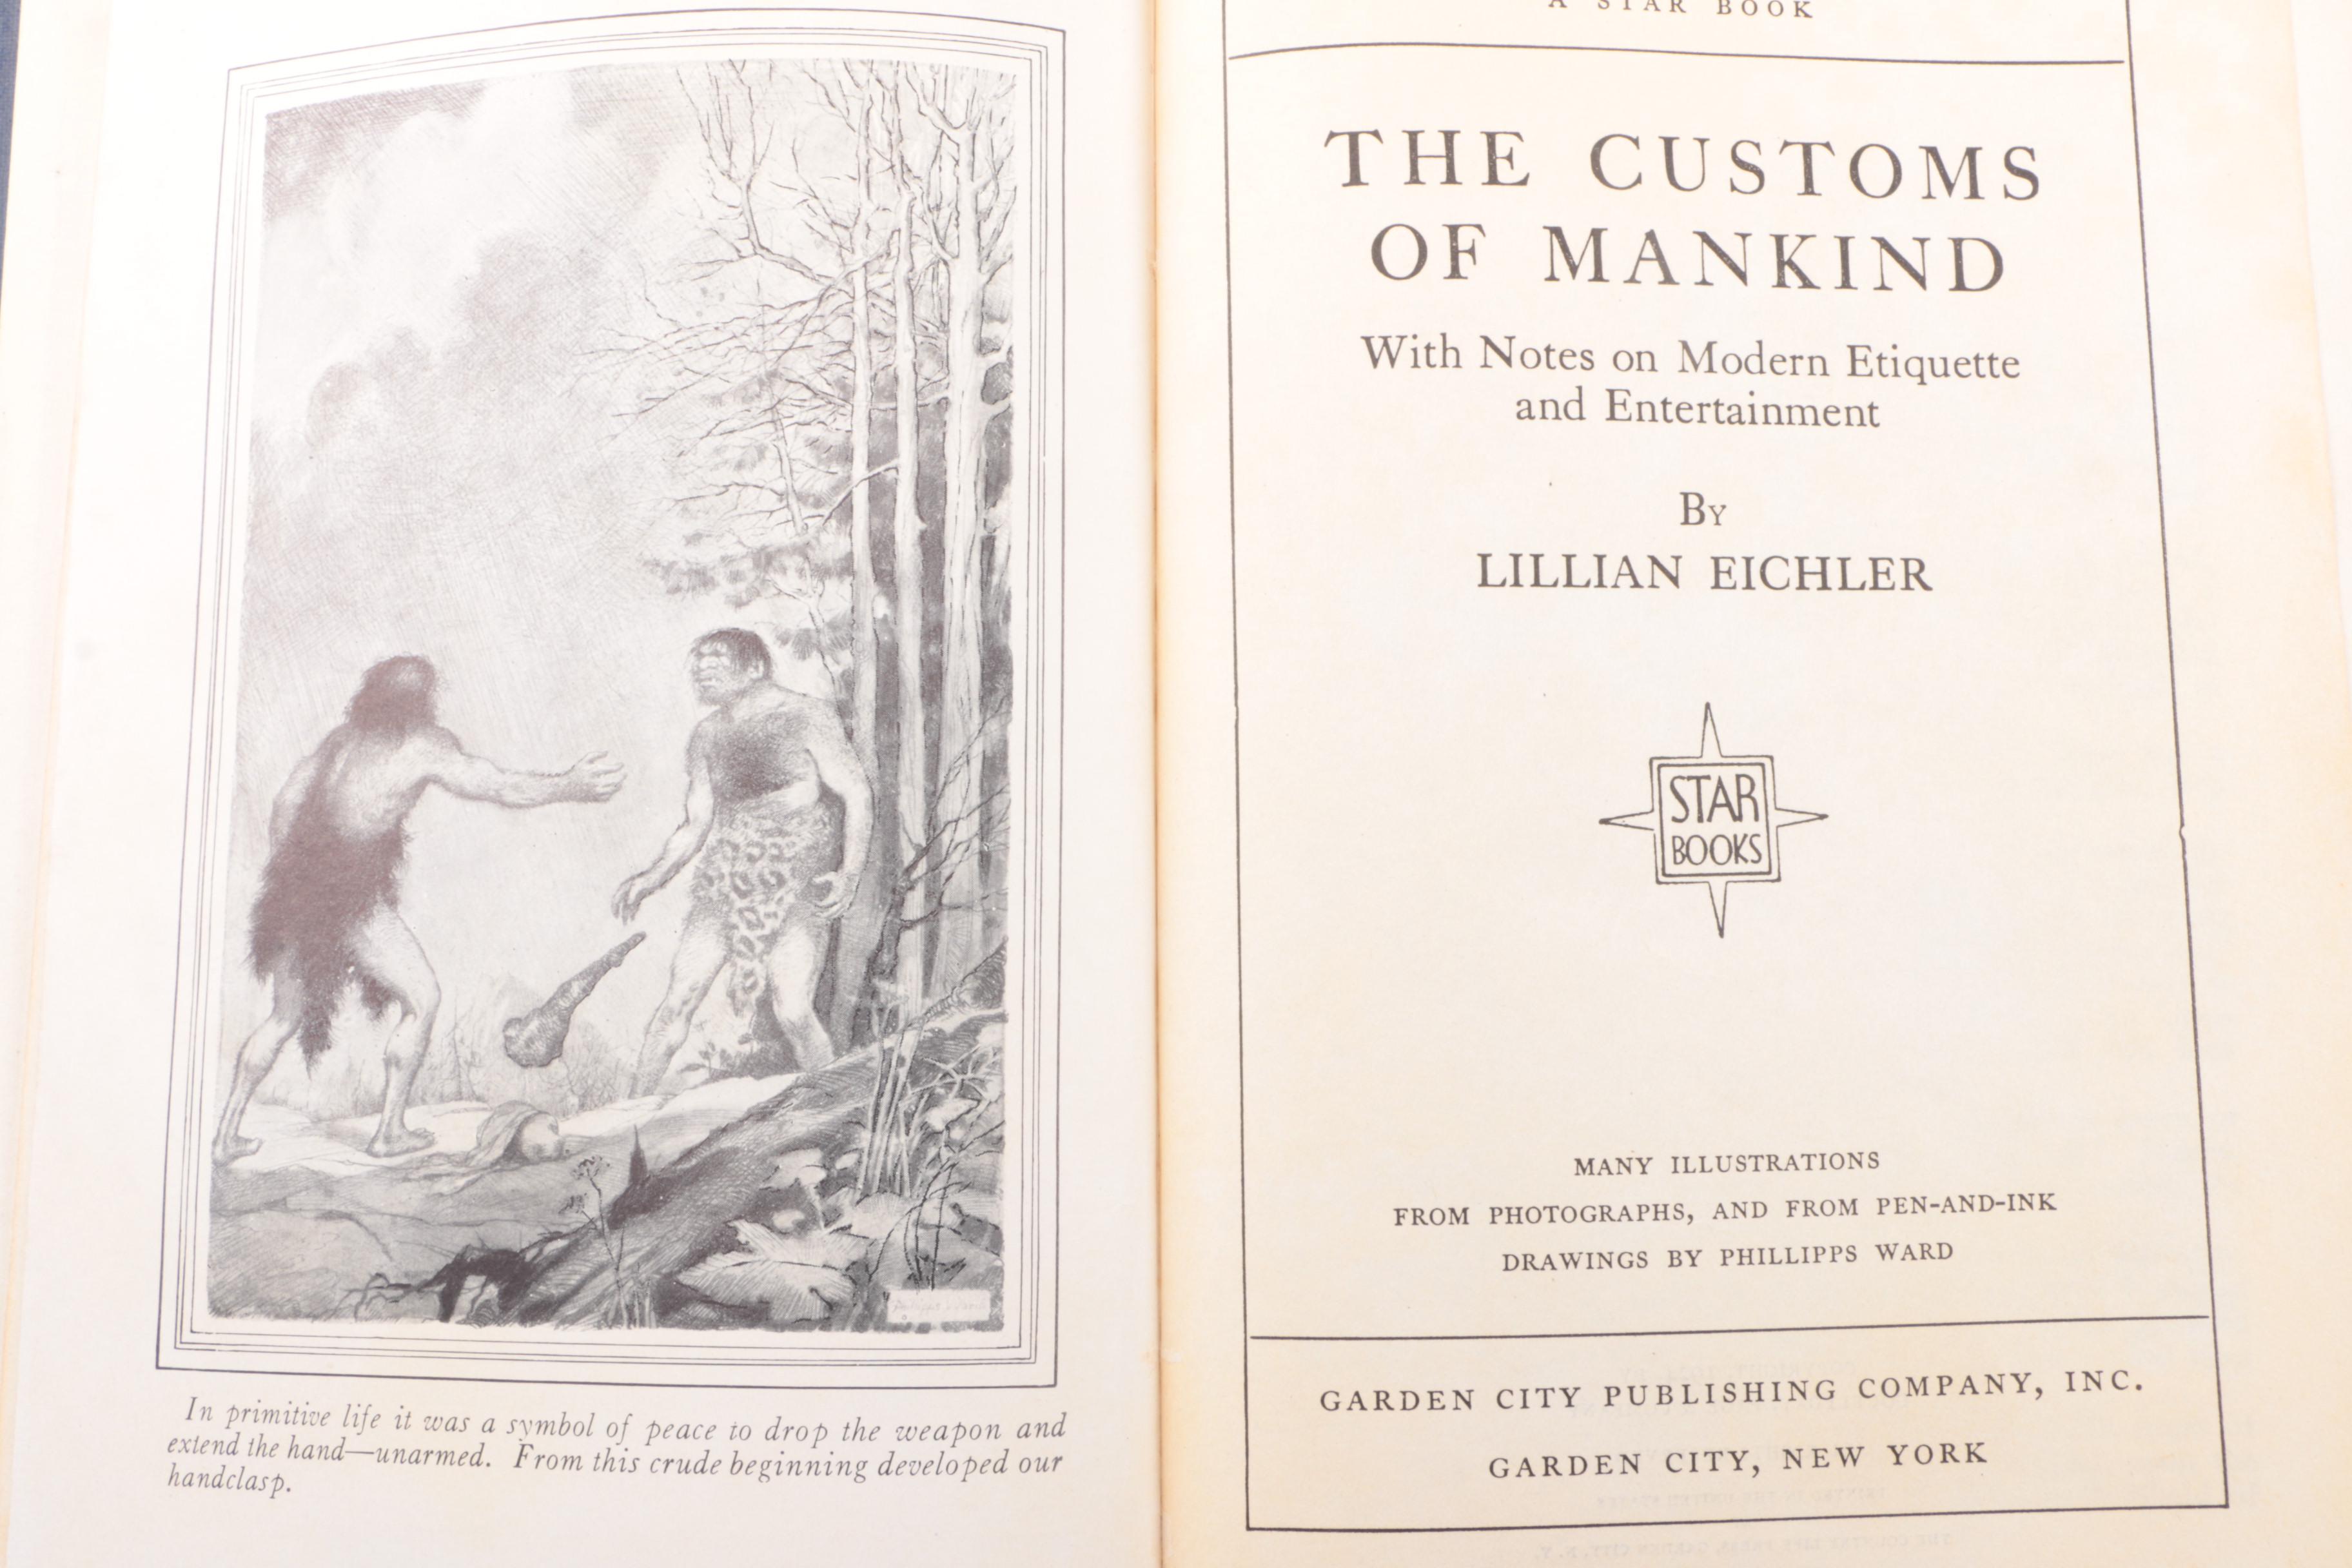 In primitive life it was a symbol of peace to drop the weapon and
extend the hand—unarmed. From this crude beginning developed our
handclasp.
A STAR BOOK
THE CUSTOMS
OF MANKIND
With Notes on Modern Etiquette
and Entertainment
By
LILLIAN EICHLER
STAR
BOOKS
MANY ILLUSTRATIONS
FROM PHOTOGRAPHS, AND FROM PEN-AND-INK
DRAWINGS BY PHILLIPPS WARD
GARDEN CITY PUBLISHING COMPANY, INC.
GARDEN CITY, NEW YORK